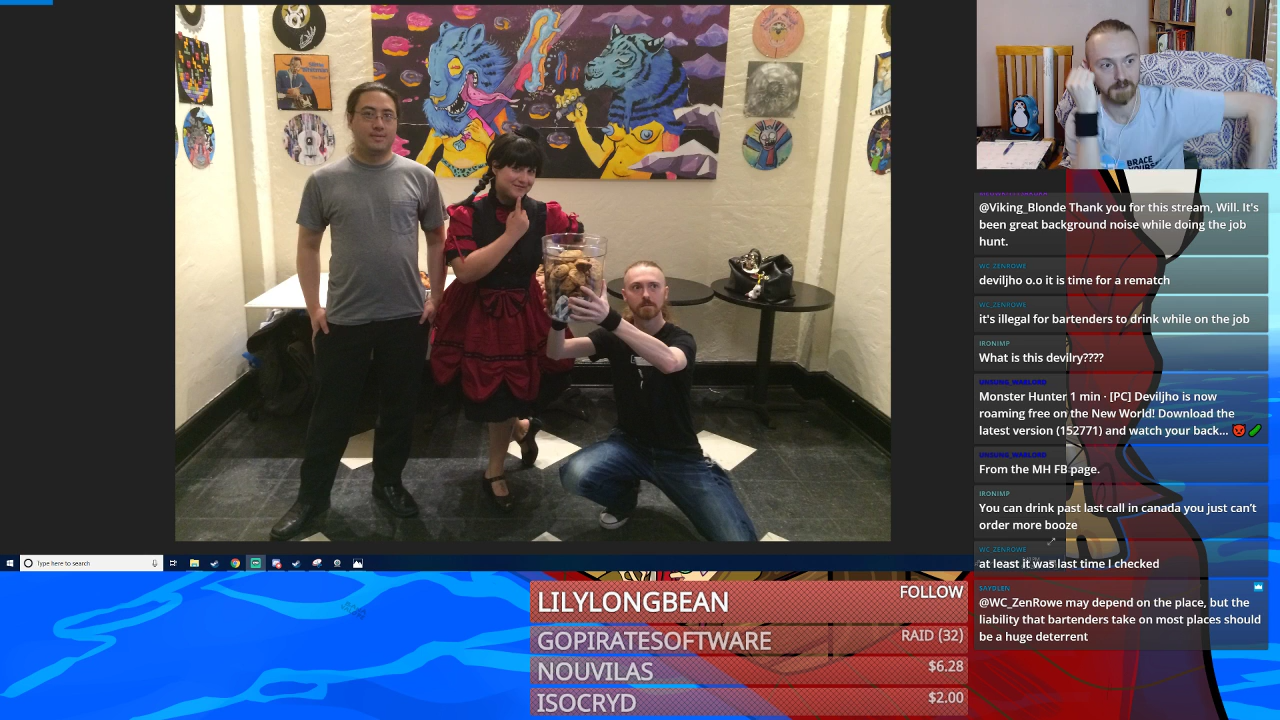 BRACE
YOURS
@Viking_Blonde Thank you for this stream, Will. It's
been great background noise while doing the job
hunt.
WC_ZENROWE
deviljho o.o it is time for a rematch
WC_ZENROWE
it's illegal for bartenders to drink while on the job
IRONIMP
What is this devilry????
UNSUNG_WARLORD
Monster Hunter 1 min · [PC] Deviljho is now
roaming free on the New World! Download the
latest version (152771) and watch your back...
UNSUNG_WARLORD
From the MH FB page.
IRONIMP
You can drink past last call in canada you just can't
order more booze
WC_ZENROWE
at least it was last time I checked
SAYDLEN
@WC_ZenRowe may depend on the place, but the
liability that bartenders take on most places should
be a huge deterrent
Type here to search
LILYLONGBEAN FOLLOW
GOPIRATESOFTWARE RAID (32)
NOUVILAS $6.28
ISOCRYD $2.00